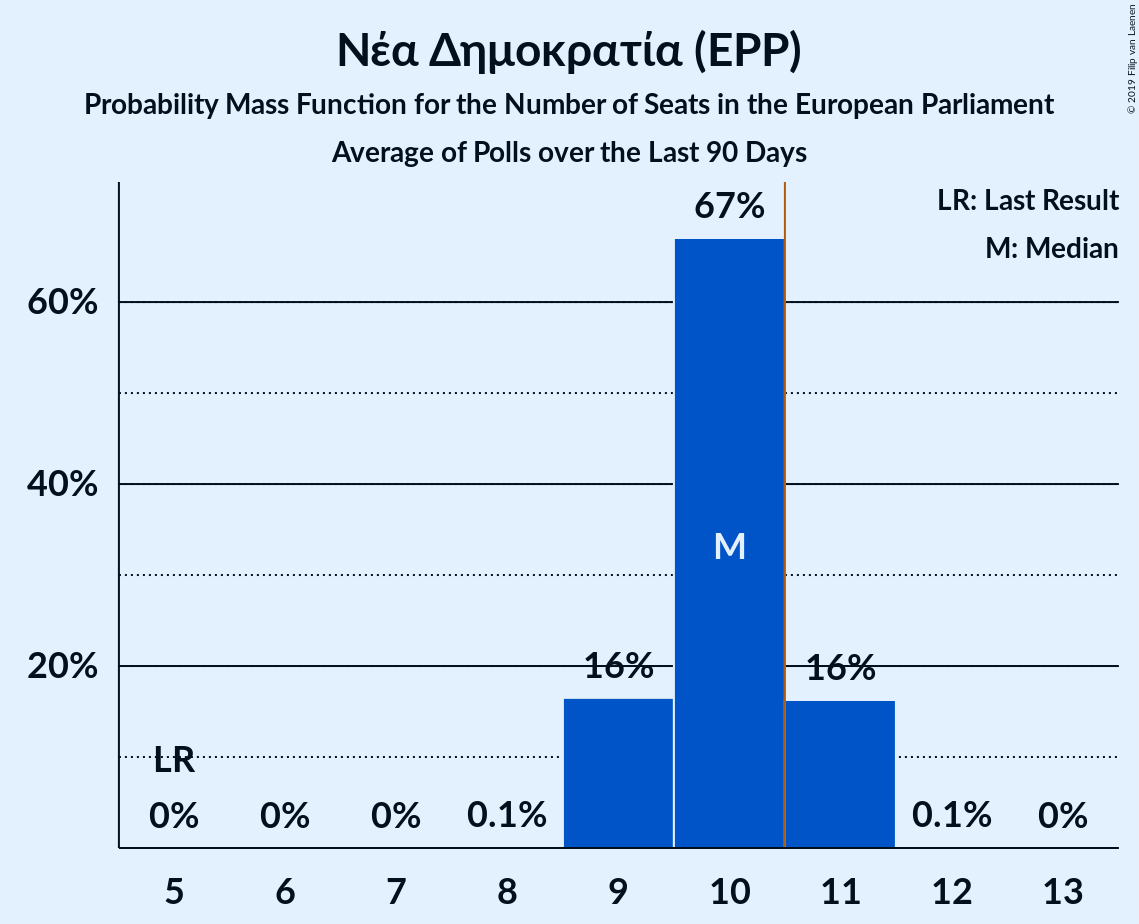 Νέα Δημοκρατία (EPP)
Probability Mass Function for the Number of Seats in the European Parliament
Average of Polls over the Last 90 Days
© 2019 Filip van Laenen
LR: Last Result
M: Median
67%
60%
40%
M
20%
16%
16%
LR
0%
0%
0%
0.1%
0.1%
0%
5 6 7 8 9 10 11 12 13